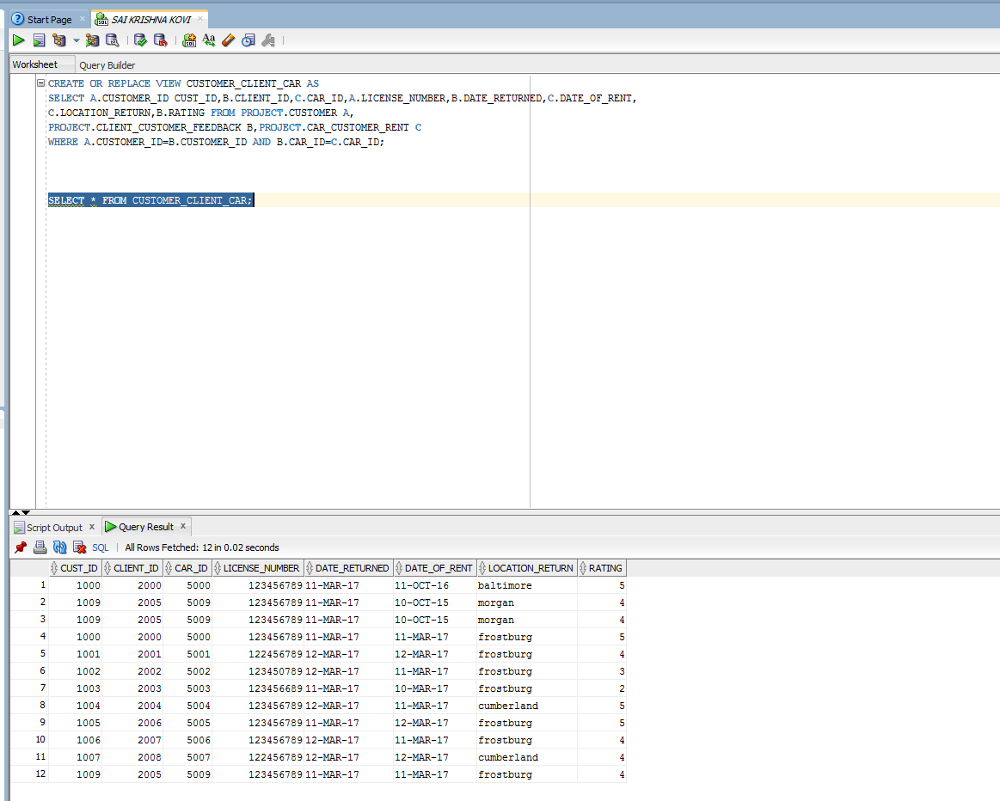 Start Page
SAI KRISHNA KOVI
Worksheet Query Builder
CREATE OR REPLACE VIEW CUSTOMER_CLIENT_CAR AS
SELECT A.CUSTOMER_ID CUST_ID,B.CLIENT_ID,C.CAR_ID,A.LICENSE_NUMBER,B.DATE_RETURNED,C.DATE_OF_RENT,
C.LOCATION_RETURN,B.RATING FROM PROJECT.CUSTOMER A,
PROJECT.CLIENT_CUSTOMER_FEEDBACK B,PROJECT.CAR_CUSTOMER_RENT C
WHERE A.CUSTOMER_ID=B.CUSTOMER_ID AND B.CAR_ID=C.CAR_ID;
SELECT * FROM CUSTOMER_CLIENT_CAR;
Script Output x Query Result x
SQL | All Rows Fetched: 12 in 0.02 seconds
CUST_ID CLIENT_ID CAR_ID LICENSE_NUMBER DATE_RETURNED DATE_OF_RENT LOCATION_RETURN RATING
1 1000 2000 5000 123456789 11-MAR-17 11-OCT-16 baltimore 5
2 1009 2005 5009 123456789 11-MAR-17 10-OCT-15 morgan 4
3 1009 2005 5009 123456789 11-MAR-17 10-OCT-15 morgan 4
4 1000 2000 5000 123456789 11-MAR-17 11-MAR-17 frostburg 5
5 1001 2001 5001 122456789 12-MAR-17 12-MAR-17 frostburg 4
6 1002 2002 5002 123450789 12-MAR-17 11-MAR-17 frostburg 3
7 1003 2003 5003 123456689 11-MAR-17 10-MAR-17 frostburg 2
8 1004 2004 5004 123456789 12-MAR-17 11-MAR-17 cumberland 5
9 1005 2006 5005 123456789 11-MAR-17 12-MAR-17 frostburg 5
10 1006 2007 5006 123456789 12-MAR-17 11-MAR-17 frostburg 4
11 1007 2008 5007 122456789 12-MAR-17 12-MAR-17 cumberland 4
12 1009 2005 5009 123456789 11-MAR-17 11-MAR-17 frostburg 4